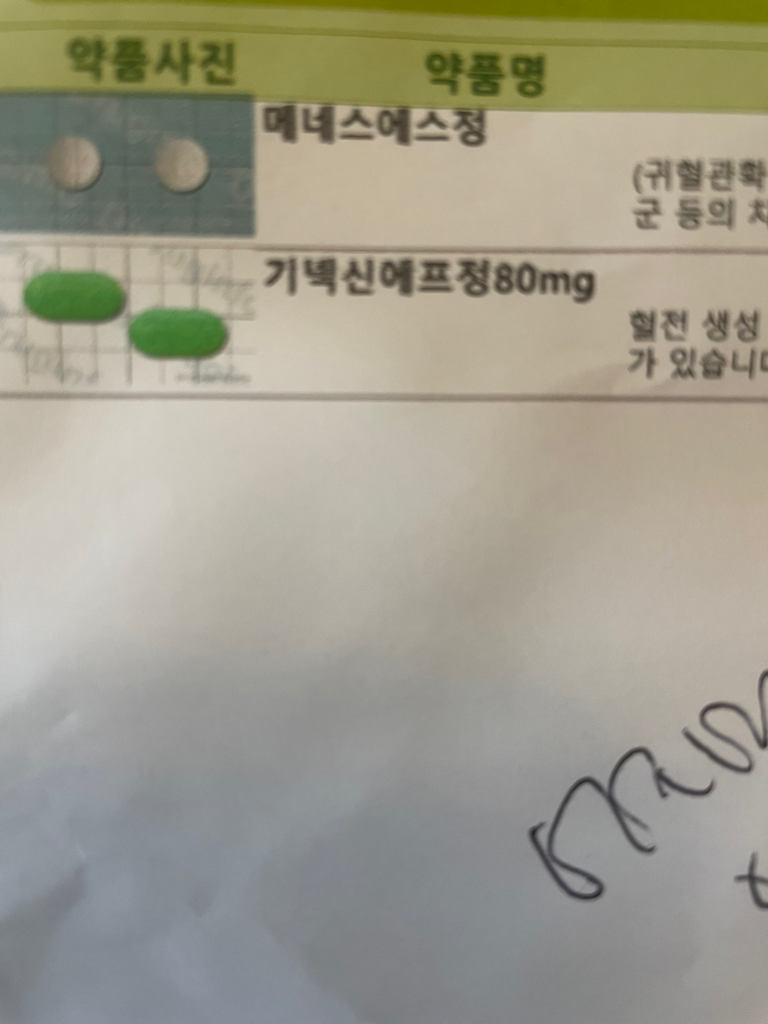 약품사진 약품명
메네스에스정
(귀혈관확
군 등의 치
기넥신에프정80mg
혈전 생성
가 있습니다